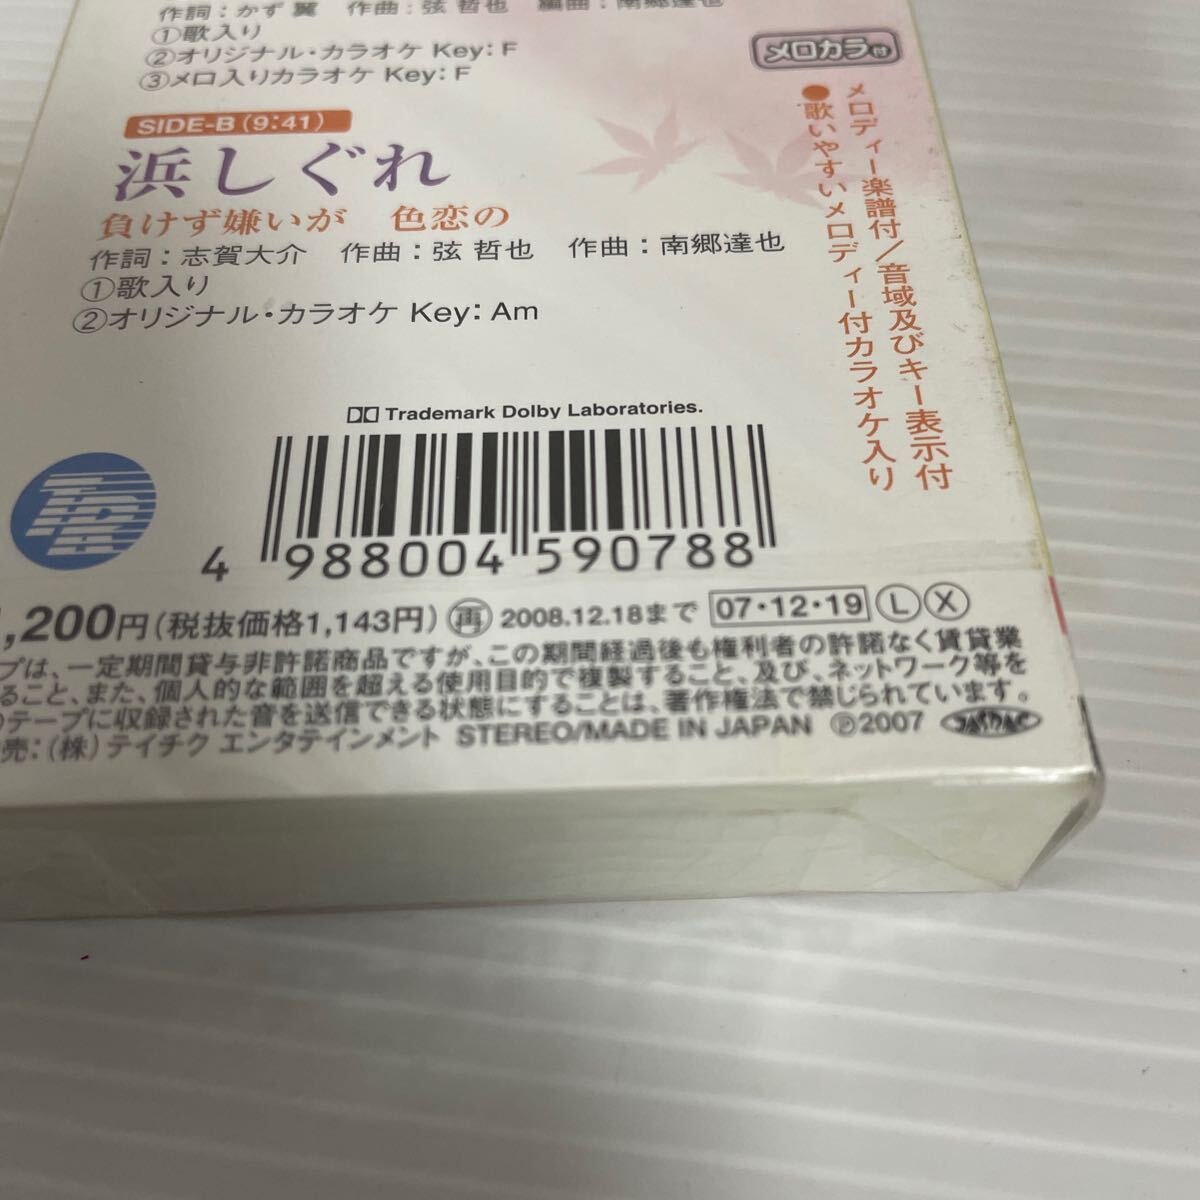 作詞：かず翼　作曲：弦 哲也　編曲：南郷達也
①歌入り
②オリジナル・カラオケ Key: F
③メロ入りカラオケ Key: F
メロカラ付
SIDE-B (9:41)
浜しぐれ
負けず嫌いが　色恋の
作詞：志賀大介　作曲：弦 哲也　作曲：南郷達也
①歌入り
②オリジナル・カラオケ Key: Am
メロディー楽譜付/音域及びキー表示付
●歌いやすいメロディー付カラオケ入り
Trademark Dolby Laboratories.
4 988004 590788
,200円(税抜価格1,143円) 再 2008.12.18まで 07・12・19 Ⓛ Ⓧ
プは、一定期間貸与非許諾商品ですが、この期間経過後も権利者の許諾なく賃貸業
ること、また、個人的な範囲を超える使用目的で複製すること、及び、ネットワーク等を
のテープに収録された音を送信できる状態にすることは、著作権法で禁じられています。
売：(株)テイチク エンタテインメント STEREO/MADE IN JAPAN ℗2007 JASRAC